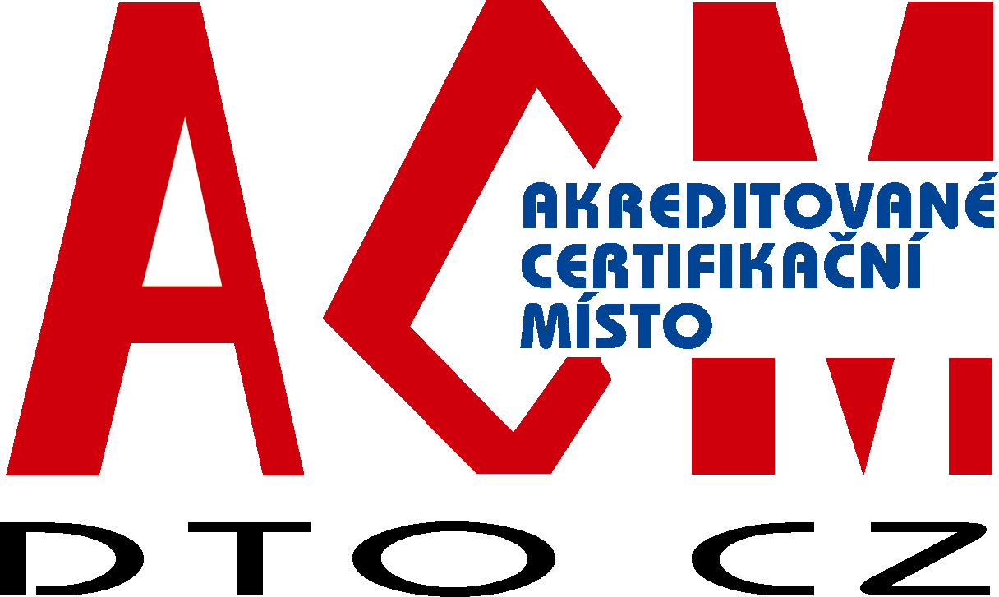 ACM
AKREDITOVANÉ
CERTIFIKAČNÍ
MÍSTO
DTO CZ